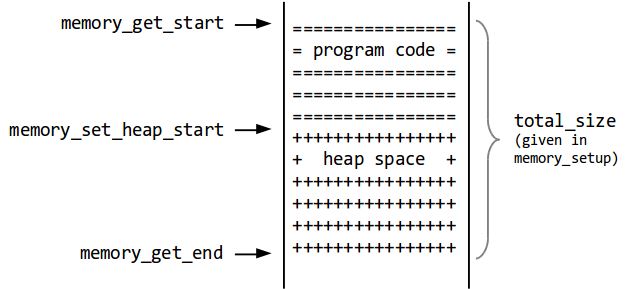 memory_get_start
================
= program code =
================
================
================
memory_set_heap_start
++++++++++++++++
+  heap space  +
++++++++++++++++
++++++++++++++++
++++++++++++++++
++++++++++++++++
memory_get_end
total_size
(given in
memory_setup)